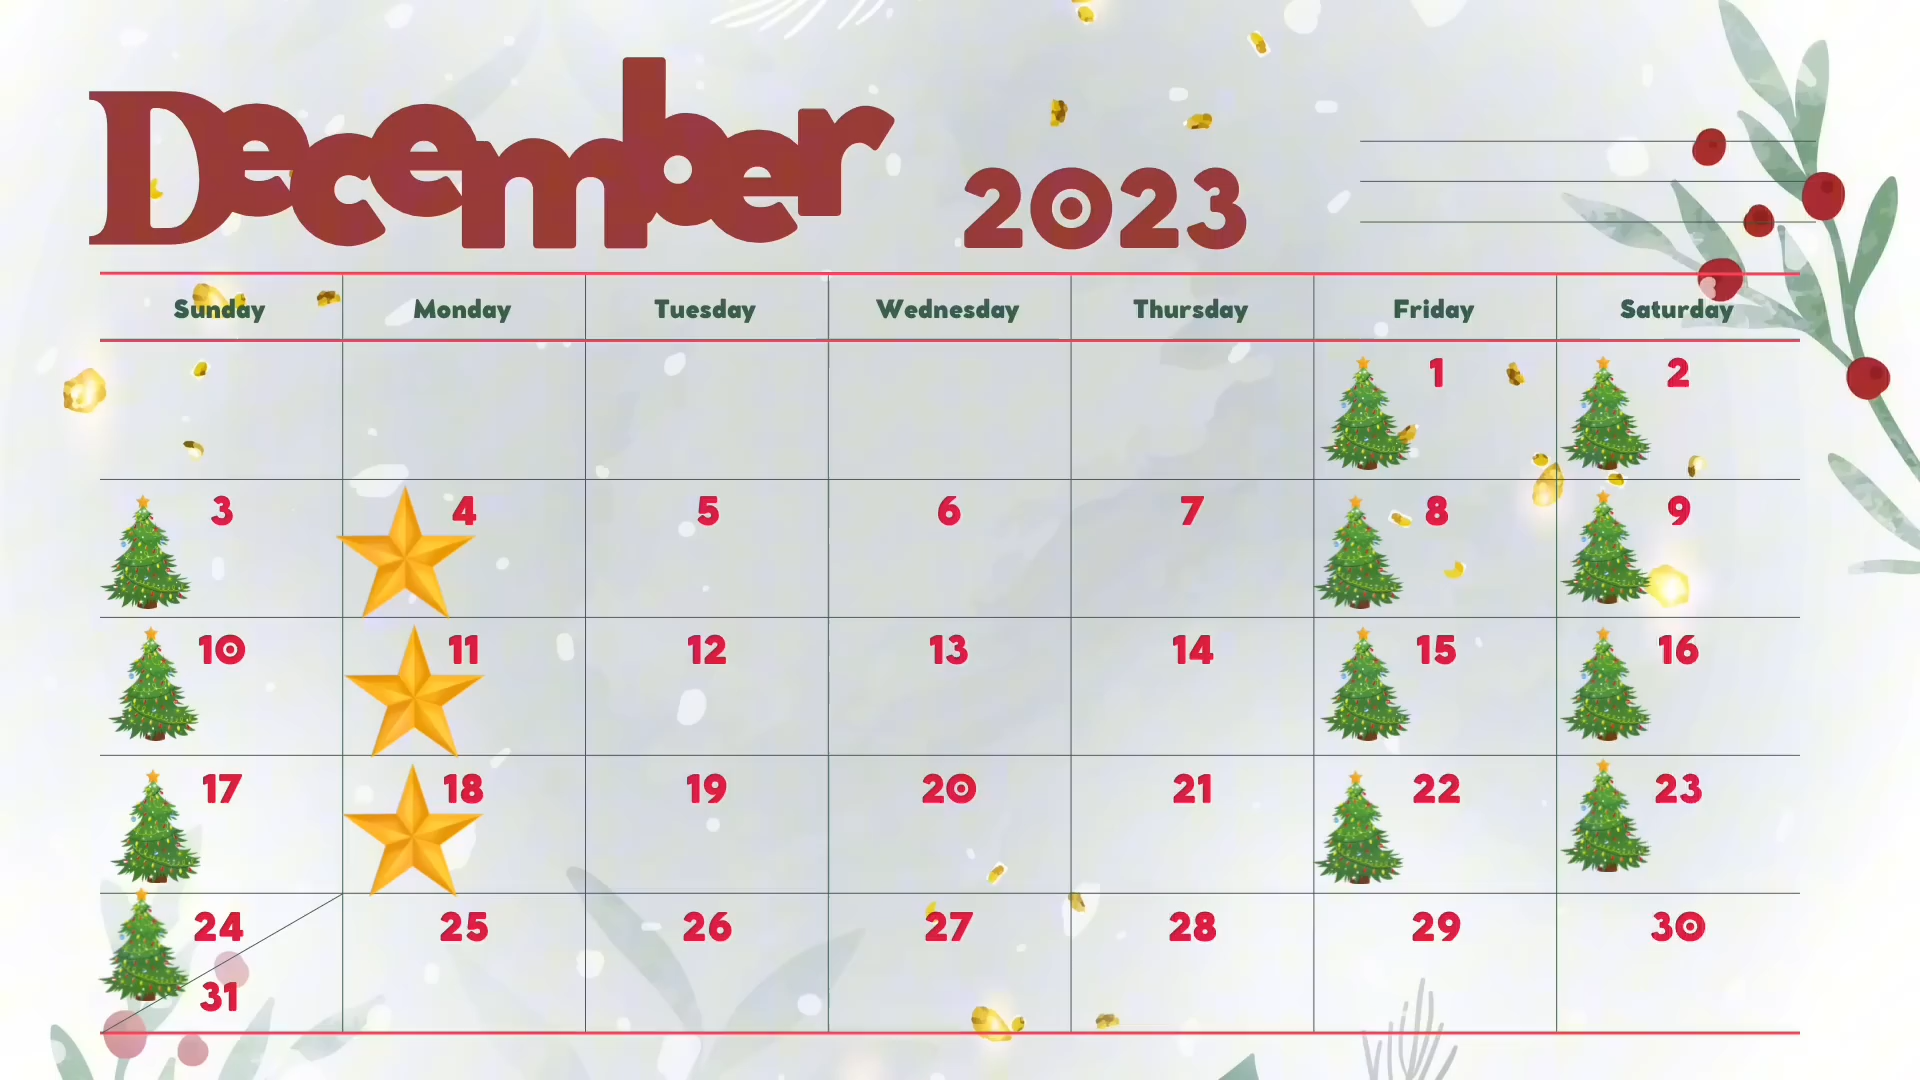 December 2023
Sunday Monday Tuesday Wednesday Thursday Friday Saturday
1 2
3 4 5 6 7 8 9
10 11 12 13 14 15 16
17 18 19 20 21 22 23
24 25 26 27 28 29 30
31